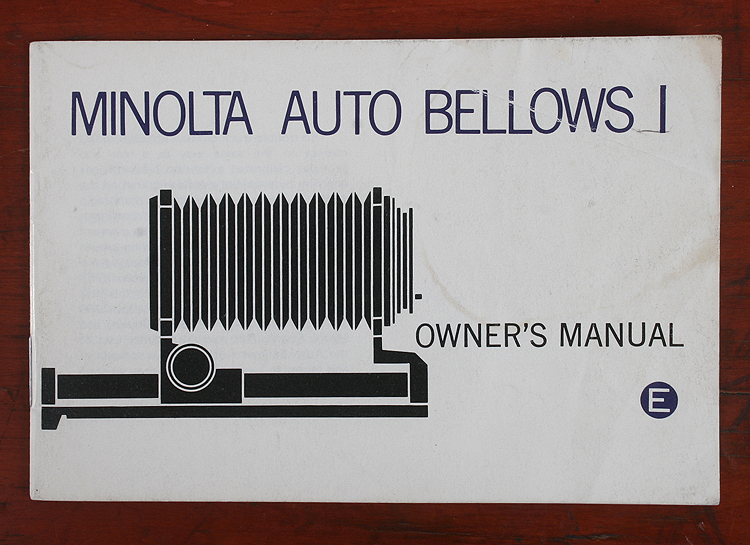 MINOLTA AUTO BELLOWS I
OWNER'S MANUAL
E